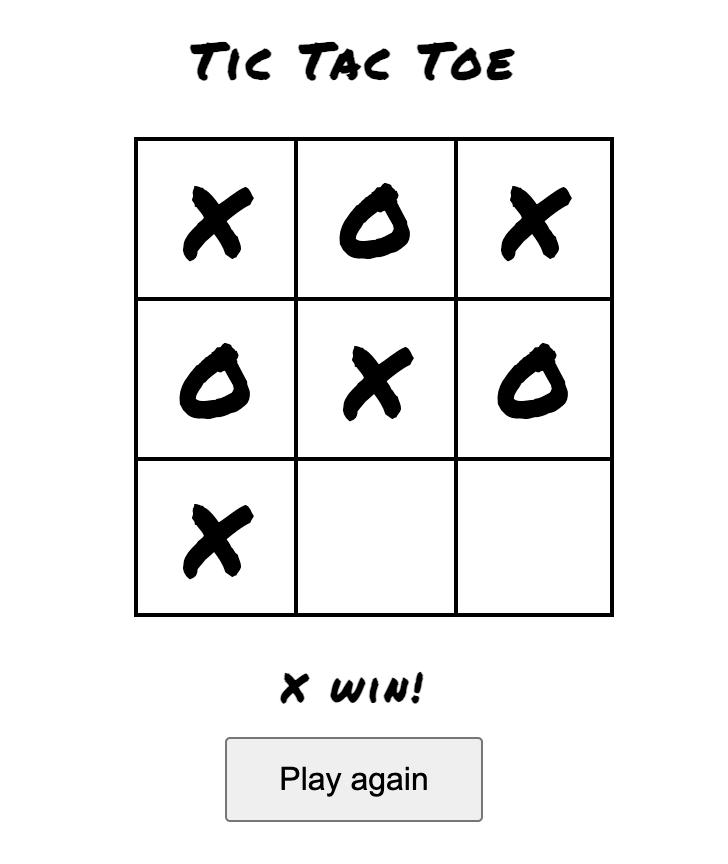 Tic Tac Toe
X O X
O X O
X
X win!
Play again